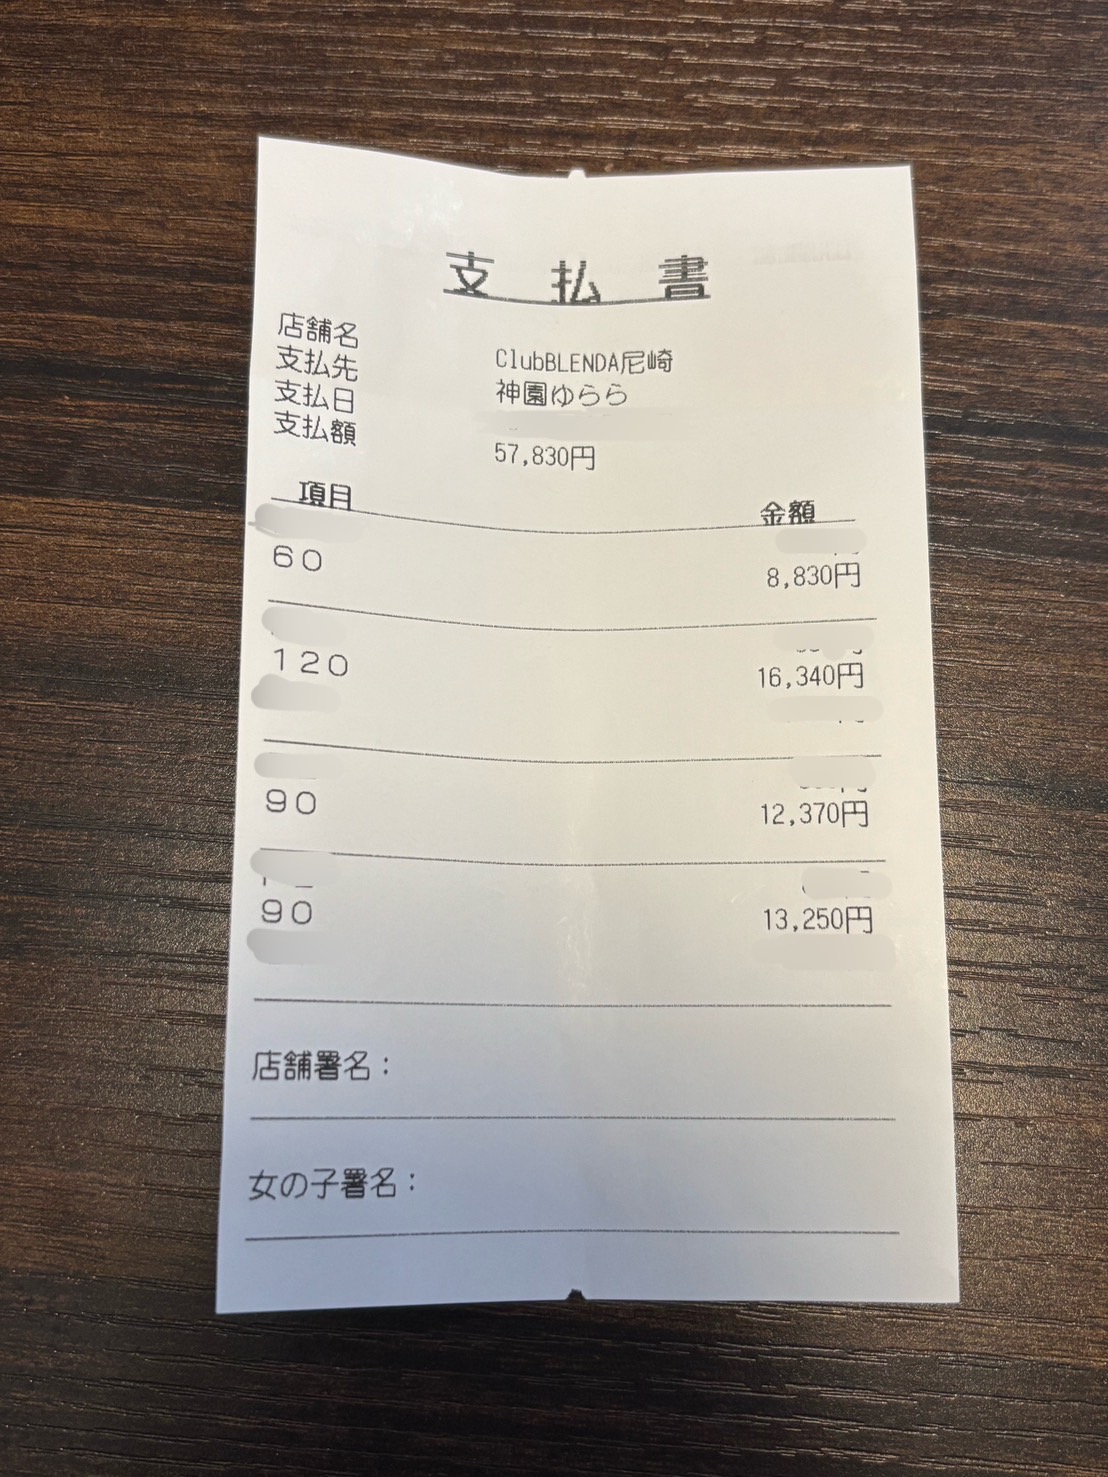 支払書
店舗名 ClubBLENDA尼崎
支払先 神園ゆらら
支払日
支払額 57,830円
項目 金額
60 8,830円
120 16,340円
90 12,370円
90 13,250円
店舗署名：
女の子署名：